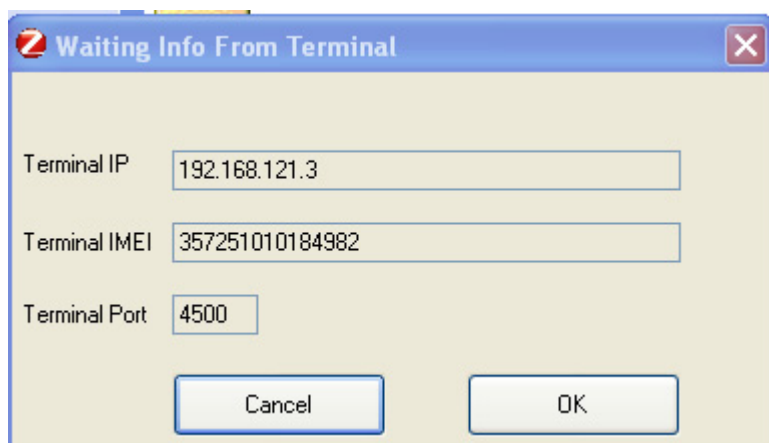 Z Waiting Info From Terminal
Terminal IP 192.168.121.3
Terminal IMEI 357251010184982
Terminal Port 4500
Cancel OK